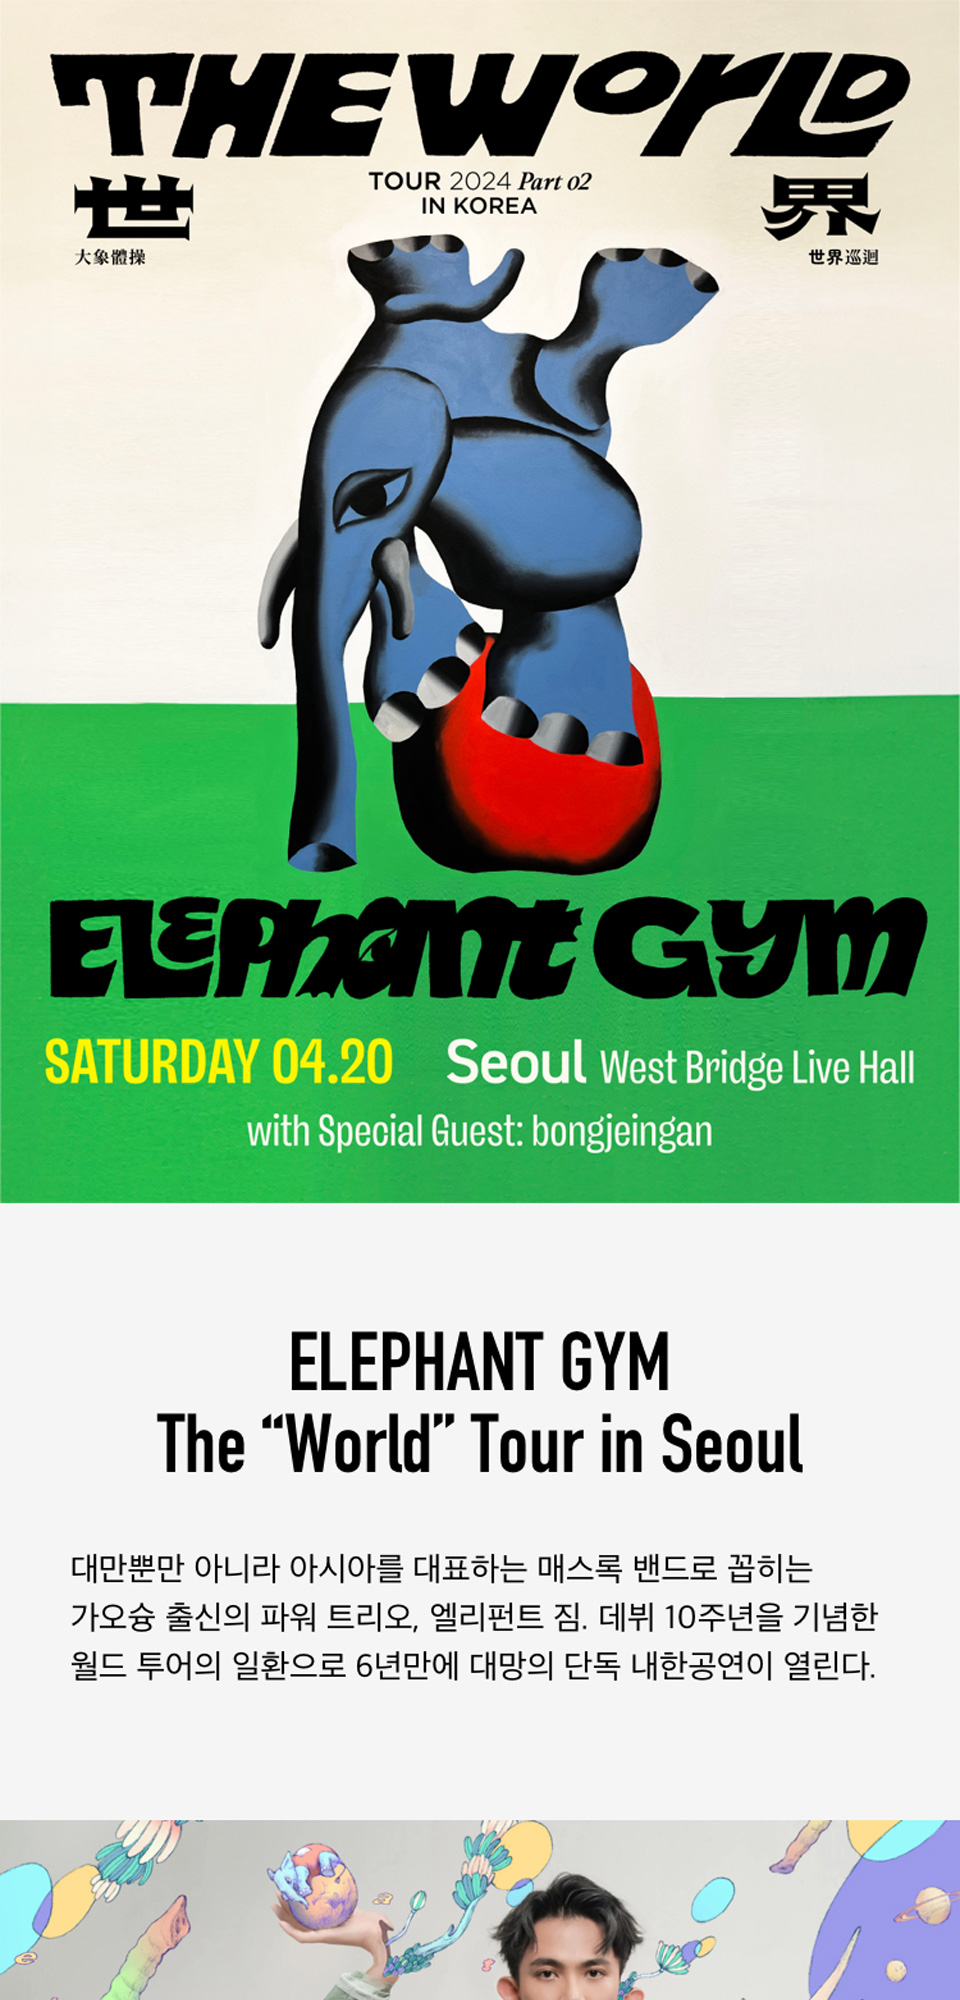 THE WORLD
世 界
TOUR 2024 Part 02
IN KOREA
大象體操
世界巡迴
ELEPhanT GYM
SATURDAY 04.20 Seoul West Bridge Live Hall
with Special Guest: bongjeingan
ELEPHANT GYM
The “World” Tour in Seoul
대만뿐만 아니라 아시아를 대표하는 매스록 밴드로 꼽히는
가오슝 출신의 파워 트리오, 엘리펀트 짐. 데뷔 10주년을 기념한
월드 투어의 일환으로 6년만에 대망의 단독 내한공연이 열린다.